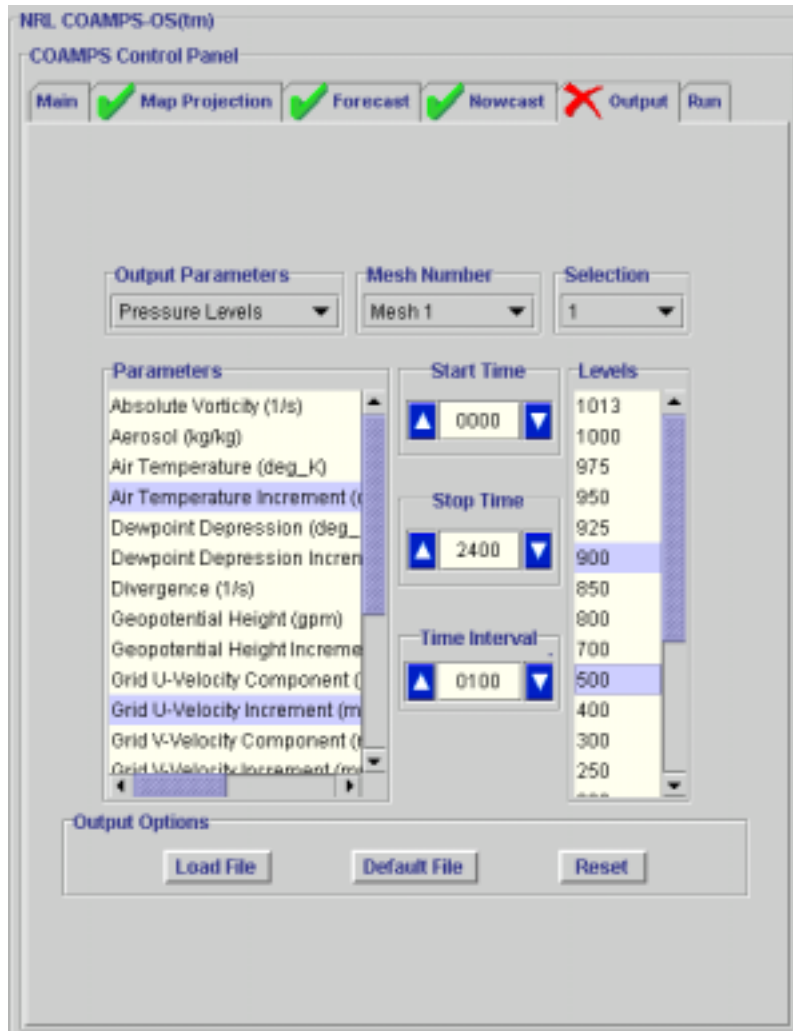 NRL COAMPS-OS(tm)
COAMPS Control Panel
Main Map Projection Forecast Nowcast Output Run
Output Parameters Mesh Number Selection
Pressure Levels Mesh 1 1
Parameters
Absolute Vorticity (1/s)
Aerosol (kg/kg)
Air Temperature (deg_K)
Air Temperature Increment (
Dewpoint Depression (deg_
Dewpoint Depression Incren
Divergence (1/s)
Geopotential Height (gpm)
Geopotential Height Increme
Grid U-Velocity Component (
Grid U-Velocity Increment (m
Grid V-Velocity Component (
Grid V-Velocity Increment (m
Start Time
0000
Stop Time
2400
Time Interval
0100
Levels
1013
1000
975
950
925
900
850
800
700
500
400
300
250
Output Options
Load File Default File Reset